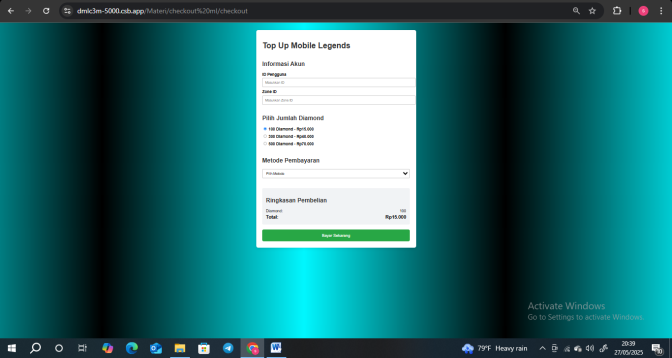 dmlc3m-5000.csb.app/Materi/checkout%20ml/checkout
Top Up Mobile Legends
Informasi Akun
ID Pengguna
Masukkan ID
Zone ID
Masukkan Zone ID
Pilih Jumlah Diamond
100 Diamond - Rp15.000
300 Diamond - Rp40.000
500 Diamond - Rp70.000
Metode Pembayaran
Pilih Metode
Ringkasan Pembelian
Diamond: 100
Total: Rp15.000
Bayar Sekarang
Activate Windows
Go to Settings to activate Windows.
79°F Heavy rain
20:39
27/05/2025